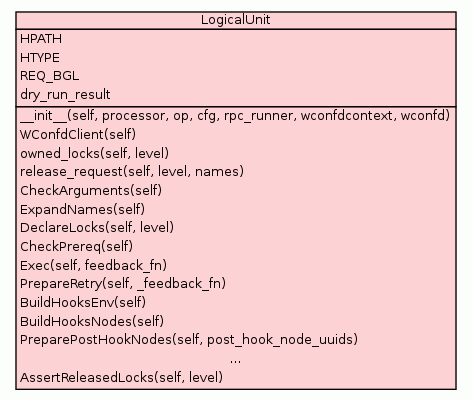 LogicalUnit
HPATH
HTYPE
REQ_BGL
dry_run_result
__init__(self, processor, op, cfg, rpc_runner, wconfdcontext, wconfd)
WConfdClient(self)
owned_locks(self, level)
release_request(self, level, names)
CheckArguments(self)
ExpandNames(self)
DeclareLocks(self, level)
CheckPrereq(self)
Exec(self, feedback_fn)
PrepareRetry(self, _feedback_fn)
BuildHooksEnv(self)
BuildHooksNodes(self)
PreparePostHookNodes(self, post_hook_node_uuids)
...
AssertReleasedLocks(self, level)